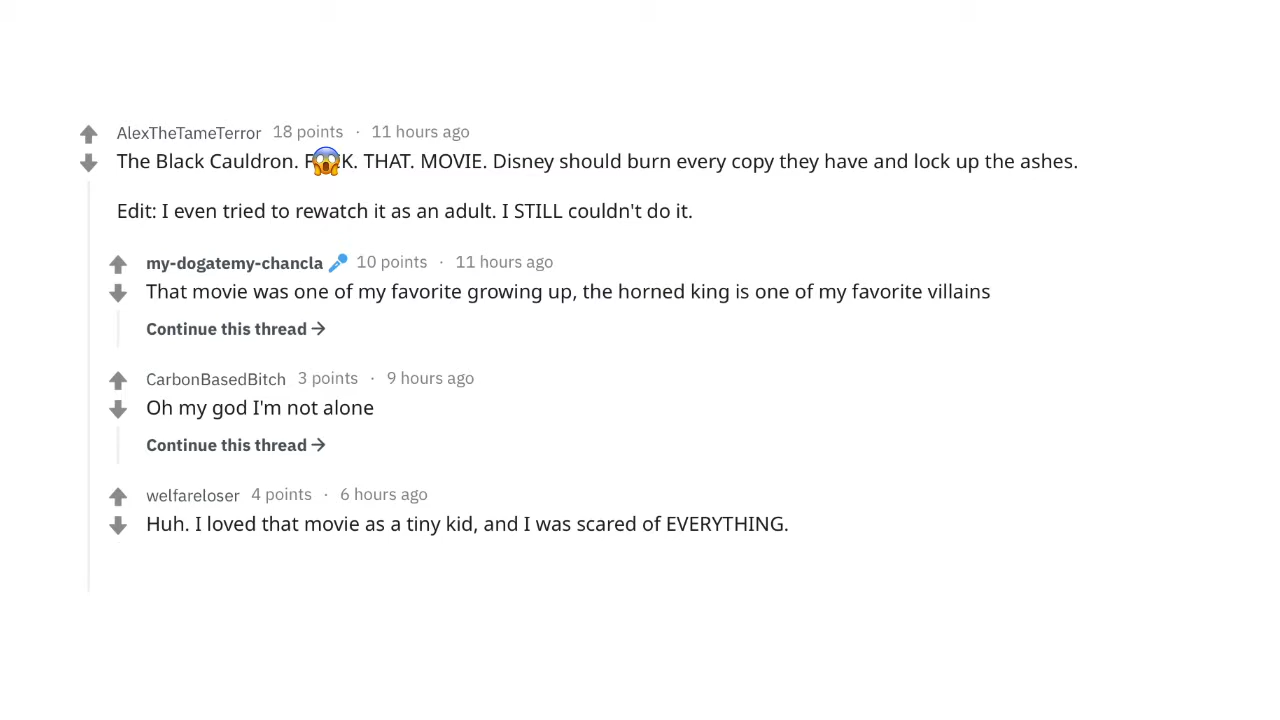 AlexTheTameTerror 18 points · 11 hours ago
The Black Cauldron. F😱K. THAT. MOVIE. Disney should burn every copy they have and lock up the ashes.
Edit: I even tried to rewatch it as an adult. I STILL couldn't do it.
my-dogatemy-chancla 🎤 10 points · 11 hours ago
That movie was one of my favorite growing up, the horned king is one of my favorite villains
Continue this thread →
CarbonBasedBitch 3 points · 9 hours ago
Oh my god I'm not alone
Continue this thread →
welfareloser 4 points · 6 hours ago
Huh. I loved that movie as a tiny kid, and I was scared of EVERYTHING.